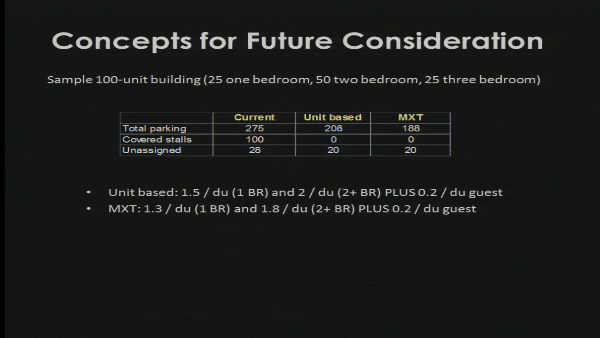 Concepts for Future Consideration
Sample 100-unit building (25 one bedroom, 50 two bedroom, 25 three bedroom)
Current Unit based MXT
Total parking 275 208 188
Covered stalls 100 0 0
Unassigned 28 20 20
• Unit based: 1.5 / du (1 BR) and 2 / du (2+ BR) PLUS 0.2 / du guest
• MXT: 1.3 / du (1 BR) and 1.8 / du (2+ BR) PLUS 0.2 / du guest